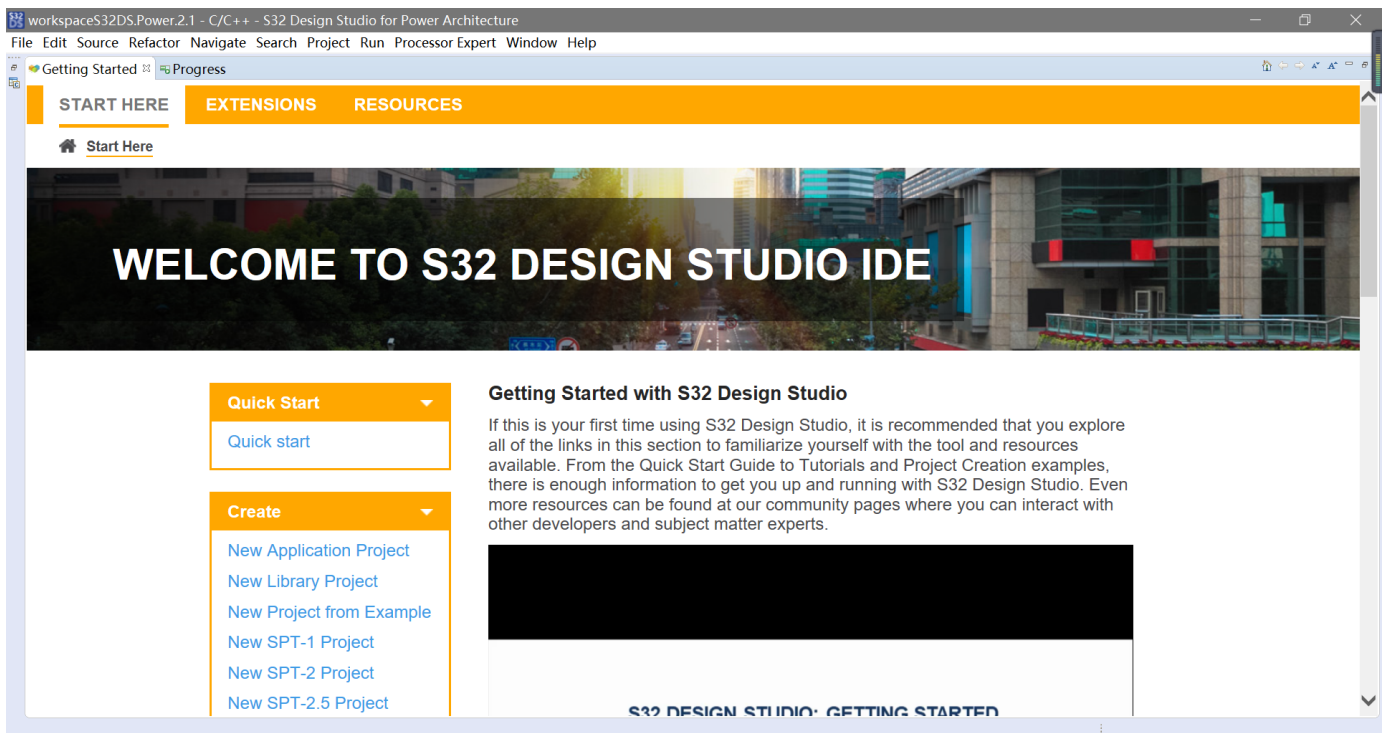 workspaceS32DS.Power.2.1 - C/C++ - S32 Design Studio for Power Architecture
File Edit Source Refactor Navigate Search Project Run Processor Expert Window Help
Getting Started Progress
START HERE EXTENSIONS RESOURCES
Start Here
WELCOME TO S32 DESIGN STUDIO IDE
Quick Start
Quick start
Create
New Application Project
New Library Project
New Project from Example
New SPT-1 Project
New SPT-2 Project
New SPT-2.5 Project
Getting Started with S32 Design Studio
If this is your first time using S32 Design Studio, it is recommended that you explore
all of the links in this section to familiarize yourself with the tool and resources
available. From the Quick Start Guide to Tutorials and Project Creation examples,
there is enough information to get you up and running with S32 Design Studio. Even
more resources can be found at our community pages where you can interact with
other developers and subject matter experts.
S32 DESIGN STUDIO: GETTING STARTED